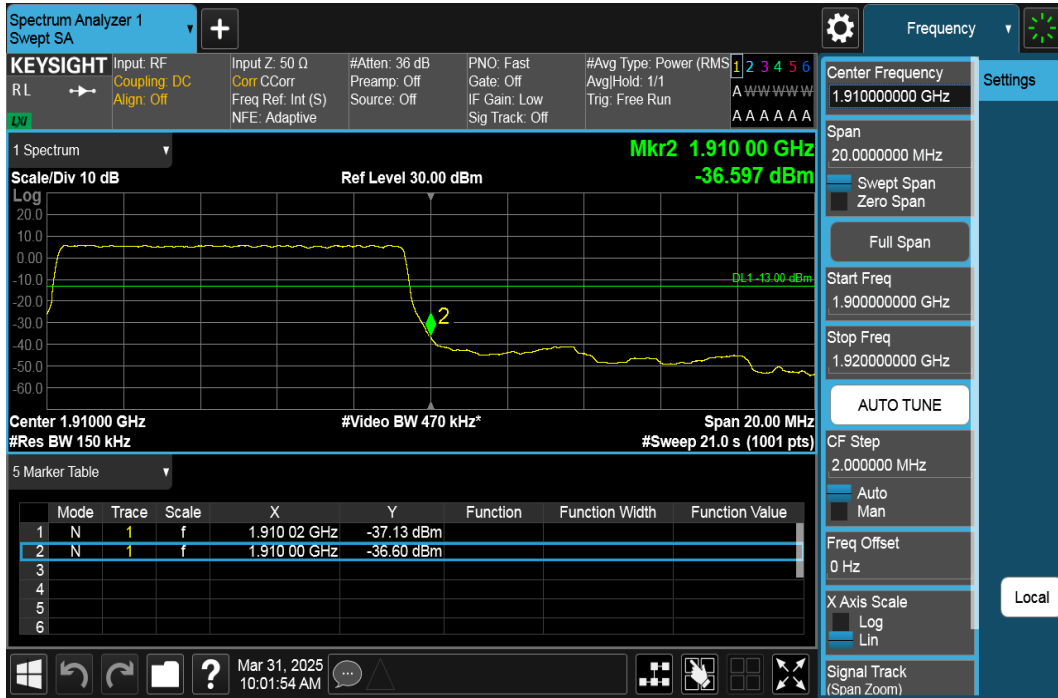 Spectrum Analyzer 1
Swept SA
Frequency
KEYSIGHT
RL
LXI
Input: RF
Coupling: DC
Align: Off
Input Z: 50 Ω
Corr CCorr
Freq Ref: Int (S)
NFE: Adaptive
#Atten: 36 dB
Preamp: Off
Source: Off
PNO: Fast
Gate: Off
IF Gain: Low
Sig Track: Off
#Avg Type: Power (RMS
Avg|Hold: 1/1
Trig: Free Run
1 2 3 4 5 6
A W W W W W
A A A A A A
1 Spectrum
Scale/Div 10 dB
Ref Level 30.00 dBm
Mkr2 1.910 00 GHz
-36.597 dBm
Log
20.0
10.0
0.00
-10.0
-20.0
-30.0
-40.0
-50.0
-60.0
DL1 -13.00 dBm
2
Center 1.91000 GHz
#Video BW 470 kHz*
Span 20.00 MHz
#Res BW 150 kHz
#Sweep 21.0 s (1001 pts)
5 Marker Table
Mode Trace Scale X Y Function Function Width Function Value
1 N 1 f 1.910 02 GHz -37.13 dBm
2 N 1 f 1.910 00 GHz -36.60 dBm
3
4
5
6
Mar 31, 2025
10:01:54 AM
Center Frequency
1.910000000 GHz
Settings
Span
20.0000000 MHz
Swept Span
Zero Span
Full Span
Start Freq
1.900000000 GHz
Stop Freq
1.920000000 GHz
AUTO TUNE
CF Step
2.000000 MHz
Auto
Man
Freq Offset
0 Hz
Local
X Axis Scale
Log
Lin
Signal Track
(Span Zoom)